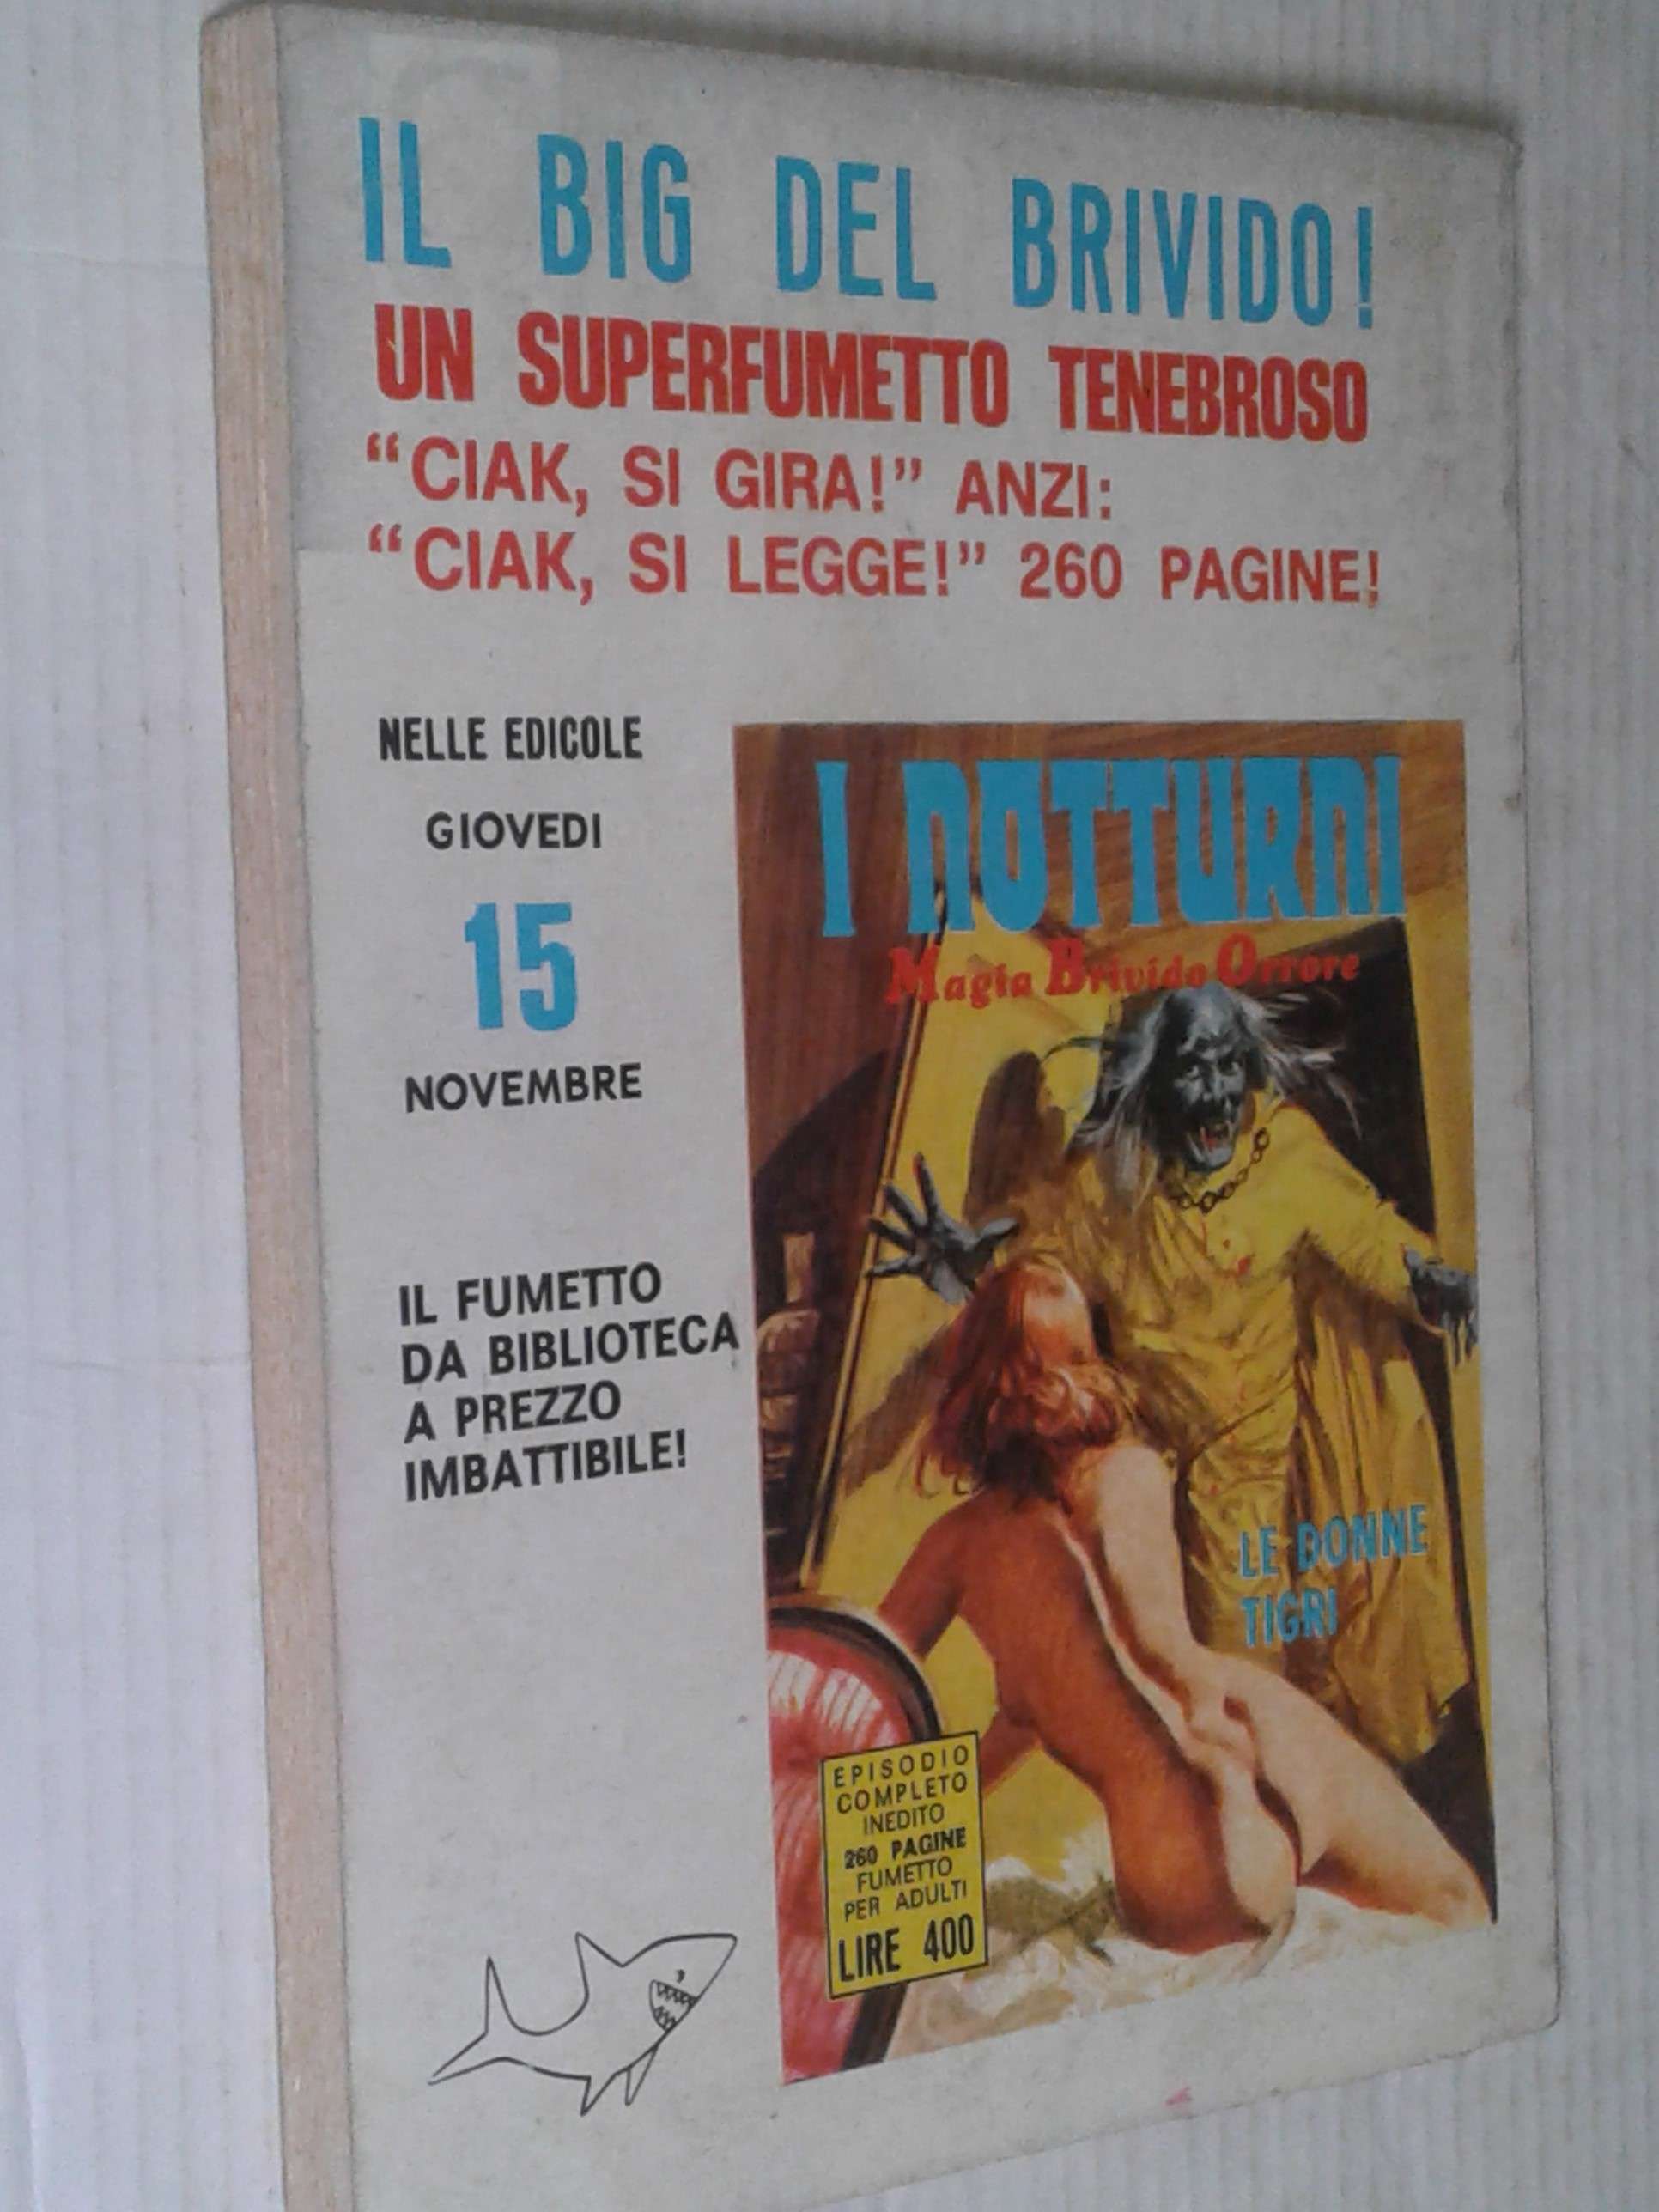 IL BIG DEL BRIVIDO!
UN SUPERFUMETTO TENEBROSO
“CIAK, SI GIRA!” ANZI:
“CIAK, SI LEGGE!” 260 PAGINE!
NELLE EDICOLE
GIOVEDI
15
NOVEMBRE
IL FUMETTO
DA BIBLIOTECA
A PREZZO
IMBATTIBILE!
I NOTTURNI
Magia Brivido Orrore
LE DONNE
TIGRI
EPISODIO
COMPLETO
INEDITO
260 PAGINE
FUMETTO
PER ADULTI
LIRE 400